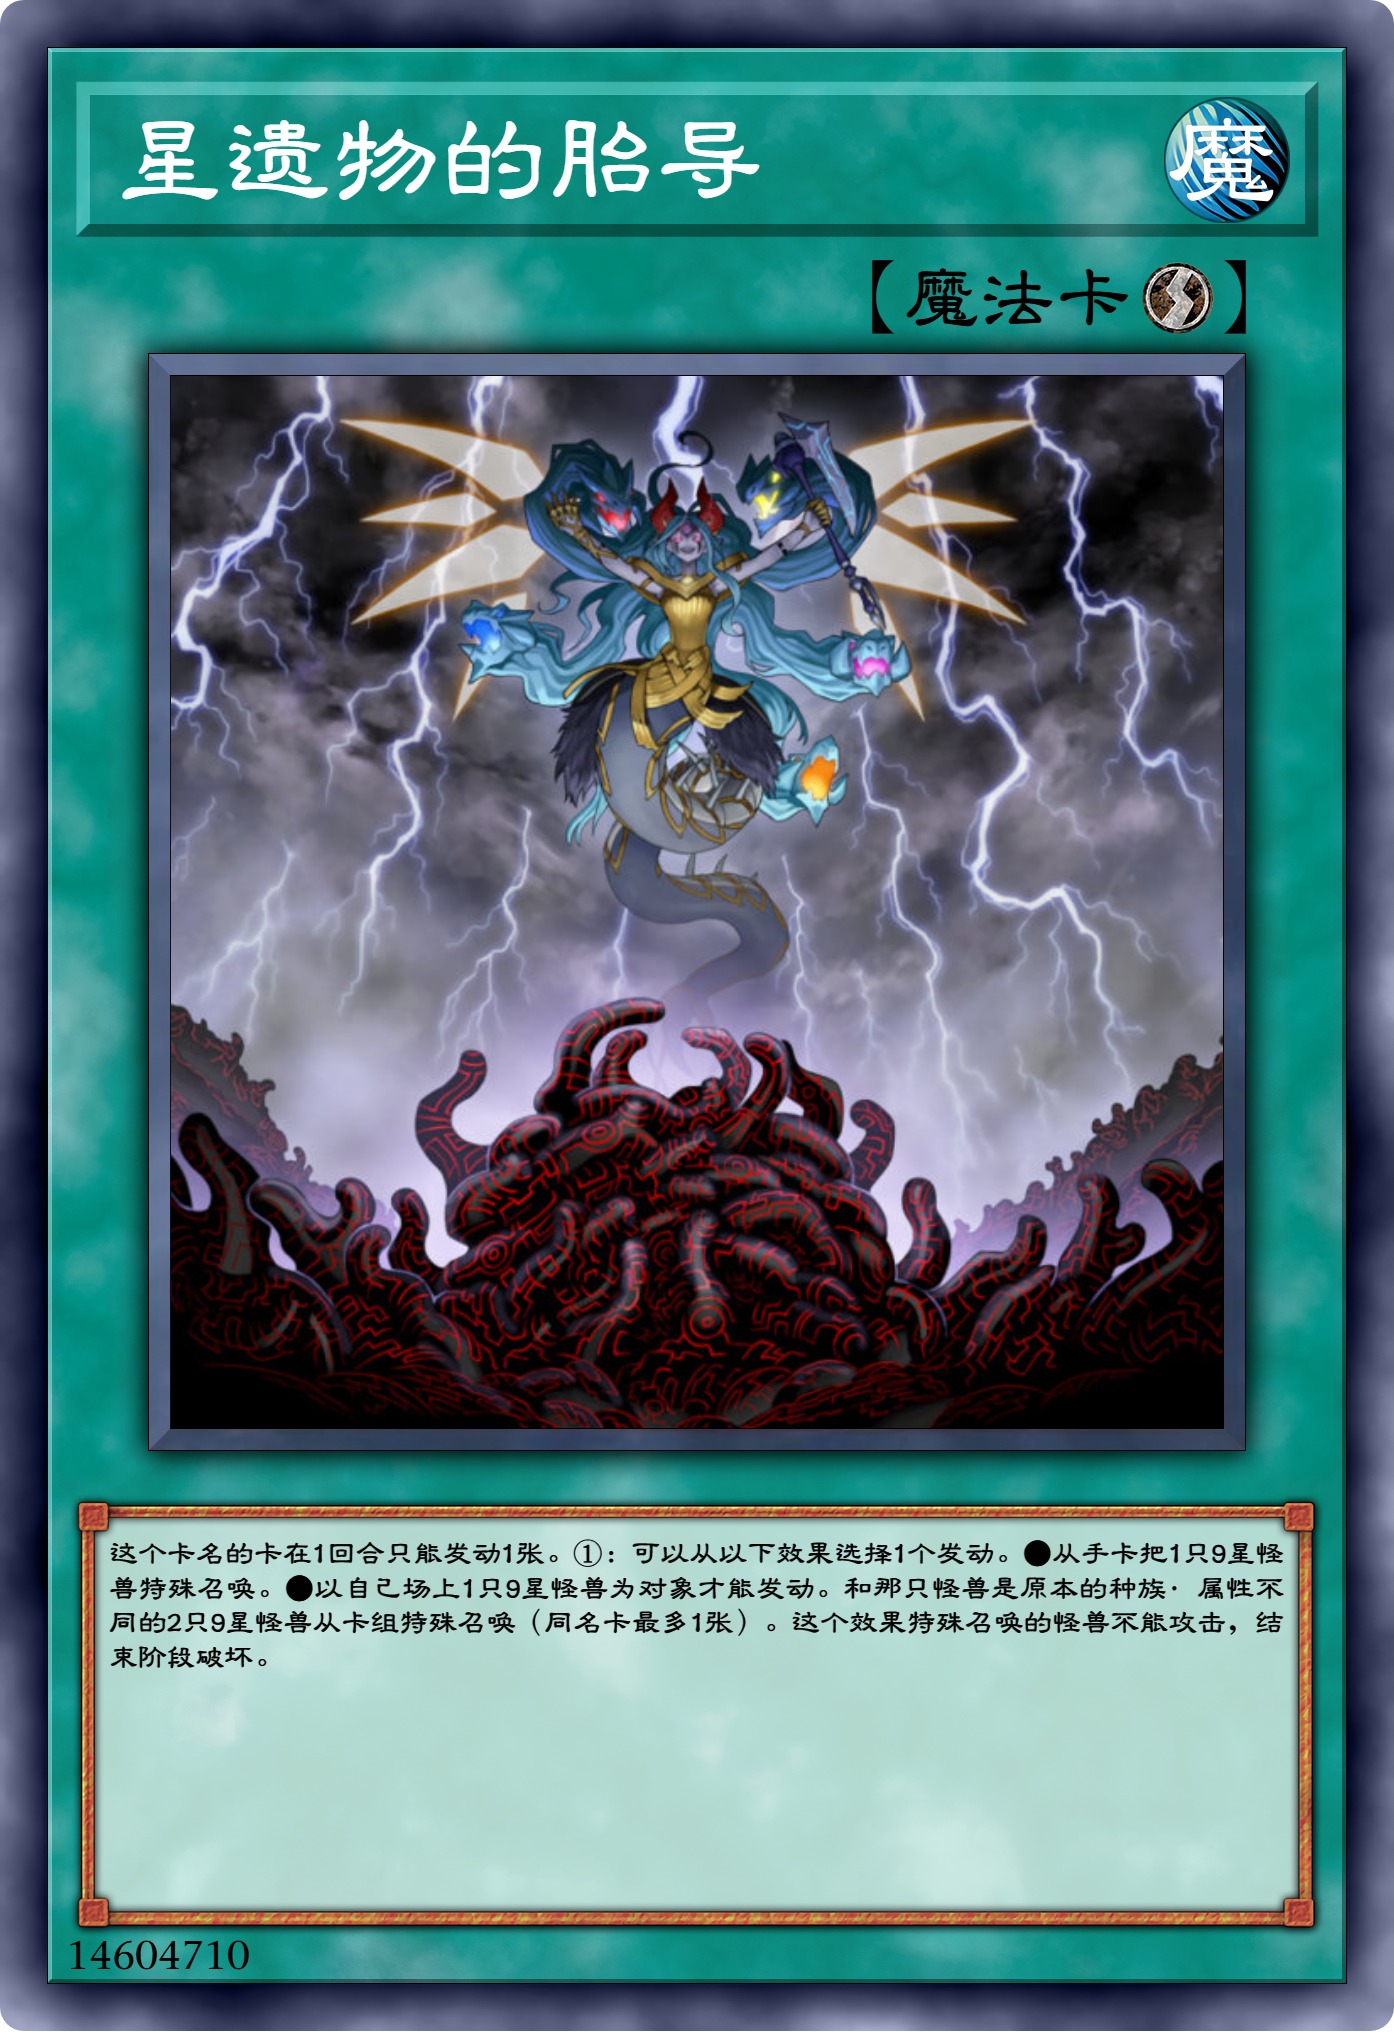 星遗物的胎导 魔
【魔法卡】
这个卡名的卡在1回合只能发动1张。①：可以从以下效果选择1个发动。●从手卡把1只9星怪
兽特殊召唤。●以自己场上1只9星怪兽为对象才能发动。和那只怪兽是原本的种族·属性不
同的2只9星怪兽从卡组特殊召唤（同名卡最多1张）。这个效果特殊召唤的怪兽不能攻击，结
束阶段破坏。
14604710